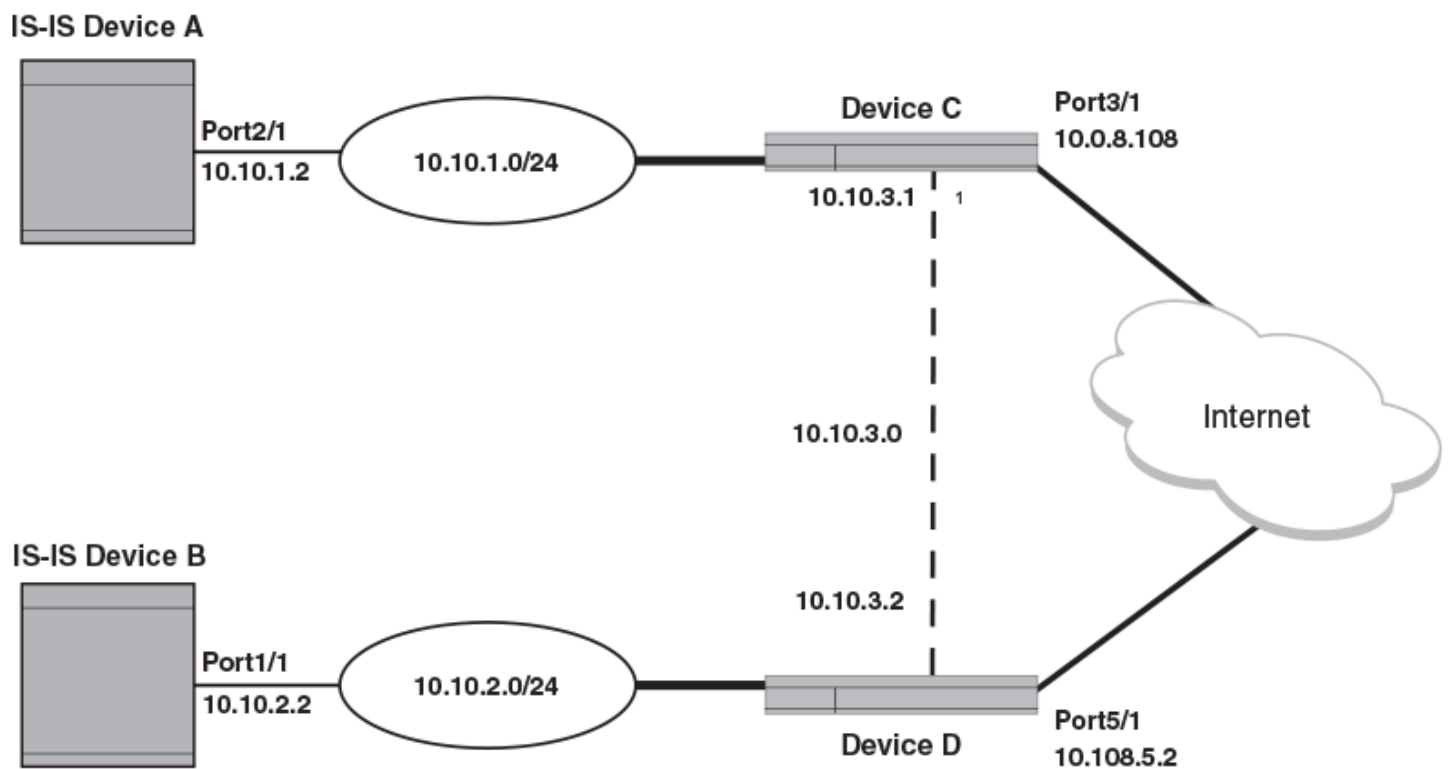 IS-IS Device A
Port2/1
10.10.1.2
10.10.1.0/24
Device C
Port3/1
10.0.8.108
10.10.3.1
1
10.10.3.0
Internet
10.10.3.2
IS-IS Device B
Port1/1
10.10.2.2
10.10.2.0/24
Device D
Port5/1
10.108.5.2